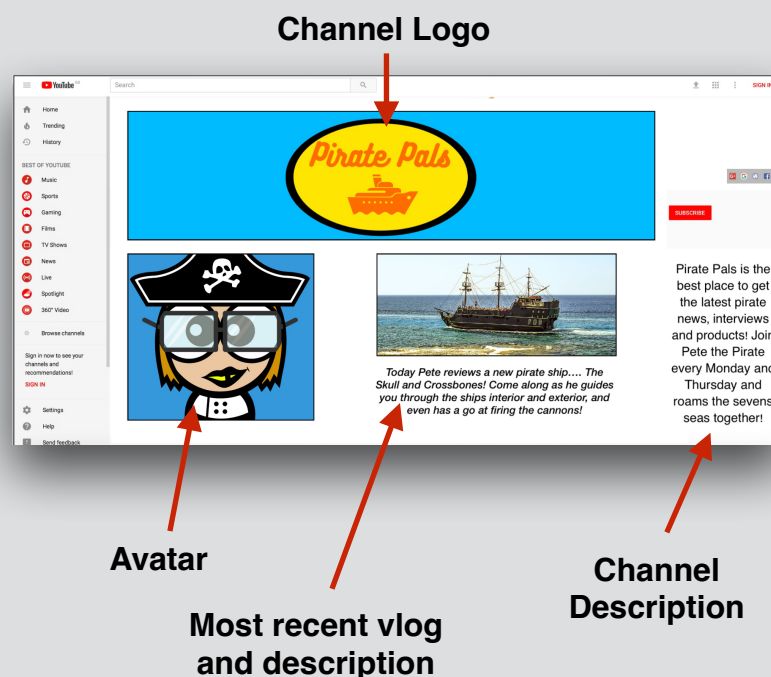 Channel Logo
YouTube GB
Search
SIGN IN
Home
Trending
History
BEST OF YOUTUBE
Music
Sports
Gaming
Films
TV Shows
News
Live
Spotlight
360° Video
Browse channels
Sign in now to see your
channels and
recommendations!
SIGN IN
Settings
Help
Send feedback
Pirate Pals
Today Pete reviews a new pirate ship…. The
Skull and Crossbones! Come along as he guides
you through the ships interior and exterior, and
even has a go at firing the cannons!
SUBSCRIBE
Pirate Pals is the
best place to get
the latest pirate
news, interviews
and products! Join
Pete the Pirate
every Monday and
Thursday and
roams the sevens
seas together!
Avatar
Most recent vlog
and description
Channel
Description